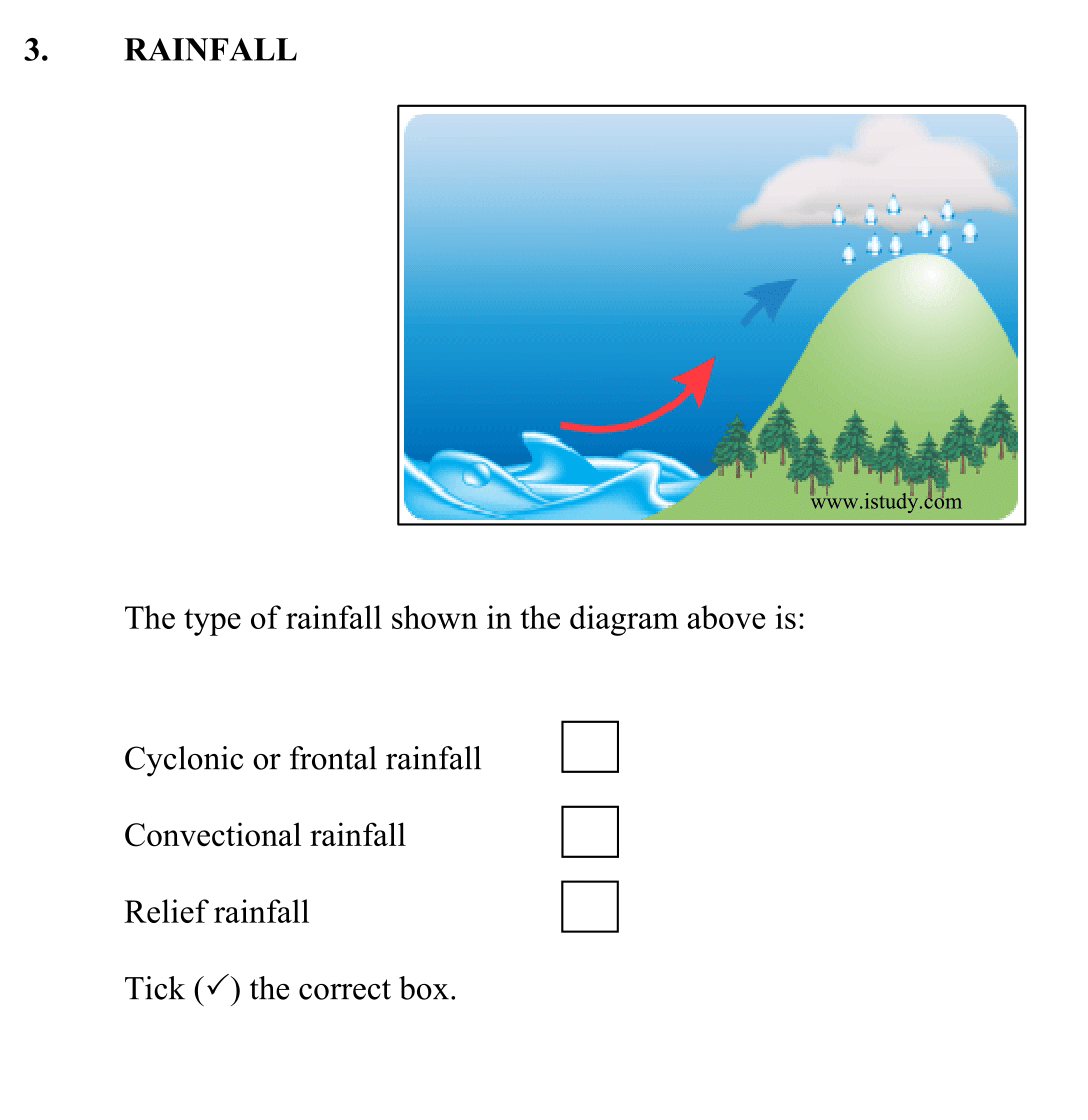 3. RAINFALL
www.istudy.com
The type of rainfall shown in the diagram above is:
Cyclonic or frontal rainfall
Convectional rainfall
Relief rainfall
Tick (✓) the correct box.